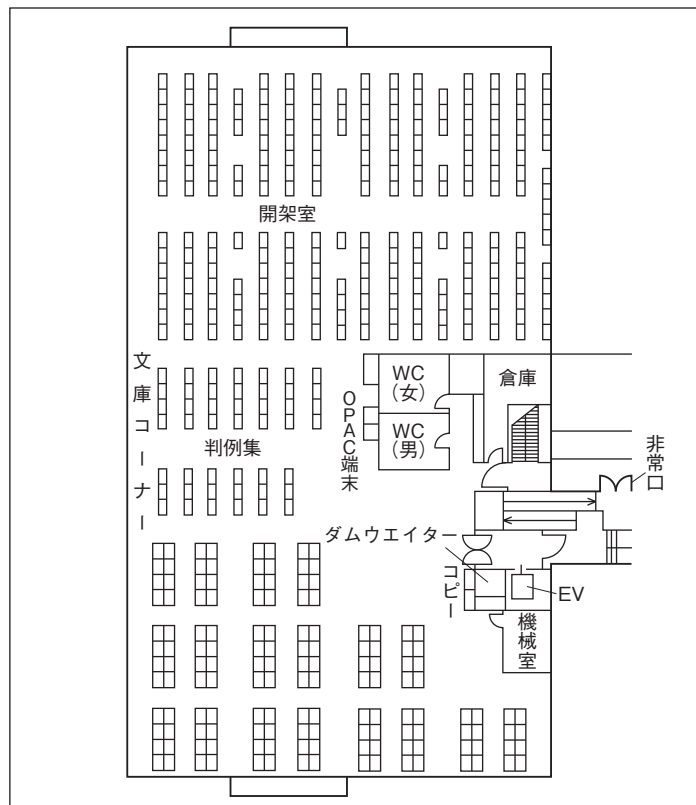 開架室
文庫コーナー
判例集
OPAC端末
WC
(女)
WC
(男)
倉庫
非常口
ダムウエイター
コピー
EV
機械室